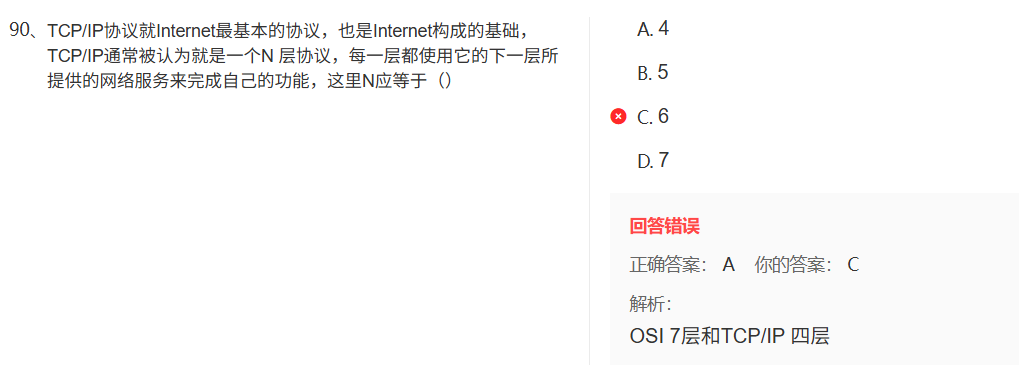 90、TCP/IP协议就Internet最基本的协议，也是Internet构成的基础，
TCP/IP通常被认为就是一个N 层协议，每一层都使用它的下一层所
提供的网络服务来完成自己的功能，这里N应等于（）
A. 4
B. 5
C. 6
D. 7
回答错误
正确答案： A 你的答案： C
解析：
OSI 7层和TCP/IP 四层